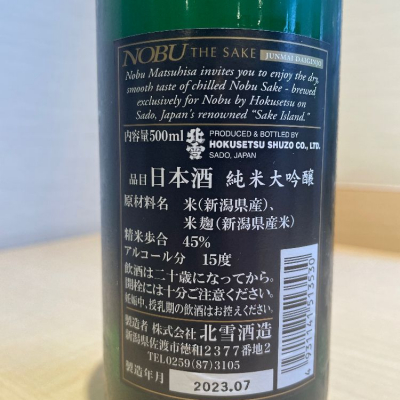 NOBU THE SAKE JUNMAI DAIGINJO
Nobu Matsuhisa invites you to enjoy the dry,
smooth taste of chilled Nobu Sake - brewed
exclusively for Nobu by Hokusetsu on
Sado, Japan's renowned "Sake Island."
内容量500ml 北雪 PRODUCED & BOTTLED BY
HOKUSETSU SHUZO CO., LTD.
SADO, JAPAN
品目 日本酒 純米大吟醸
原材料名 米(新潟県産)、
米麹(新潟県産米)
精米歩合 45%
アルコール分 15度
飲酒は二十歳になってから。
開栓には十分ご注意ください。
妊娠中、授乳期の飲酒はお控えください。
製造者 株式会社 北雪酒造
新潟県佐渡市徳和2377番地2
TEL0259(87)3105
製造年月 2023.07
4931141513530